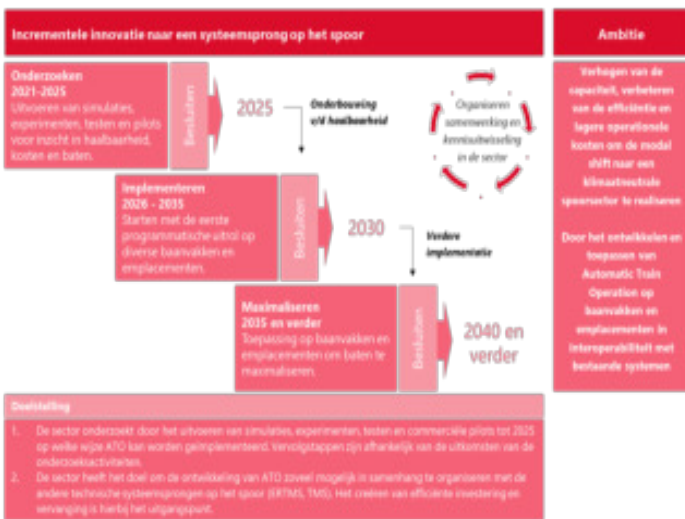 Incrementele innovatie naar een systeemsprong op het spoor
Onderzoeken
2021-2025
Uitvoeren van simulaties,
experimenten, testen en pilots
voor inzicht in haalbaarheid,
kosten en baten.
Besluiten
2025
Onderbouwing
v/d haalbaarheid
Organiseren
samenwerking en
kennisuitwisseling
in de sector
Implementeren
2026 - 2035
Starten met de eerste
programmatische uitrol op
diverse baanvakken en
emplacementen.
Besluiten
2030
Verdere
implementatie
Maximaliseren
2035 en verder
Toepassing op baanvakken en
emplacementen om baten te
maximaliseren.
Besluiten
2040 en
verder
Doelstelling
1. De sector onderzoekt door het uitvoeren van simulaties, experimenten, testen en commerciële pilots tot 2025
op welke wijze ATO kan worden geïmplementeerd. Vervolgstappen zijn afhankelijk van de uitkomsten van de
onderzoeksactiviteiten.
2. De sector heeft het doel om de ontwikkeling van ATO zoveel mogelijk in samenhang te organiseren met de
andere technische systeemsprongen op het spoor (ERTMS, TMS). Het creëren van efficiënte investering en
vervanging is hierbij het uitgangspunt.
Ambitie
Verhogen van de
capaciteit, verbeteren
van de efficiëntie en
lagere operationele
kosten om de modal
shift naar een
klimaatneutrale
spoorsector te realiseren
Door het ontwikkelen en
toepassen van
Automatic Train
Operation op
baanvakken en
emplacementen in
interoperabiliteit met
bestaande systemen